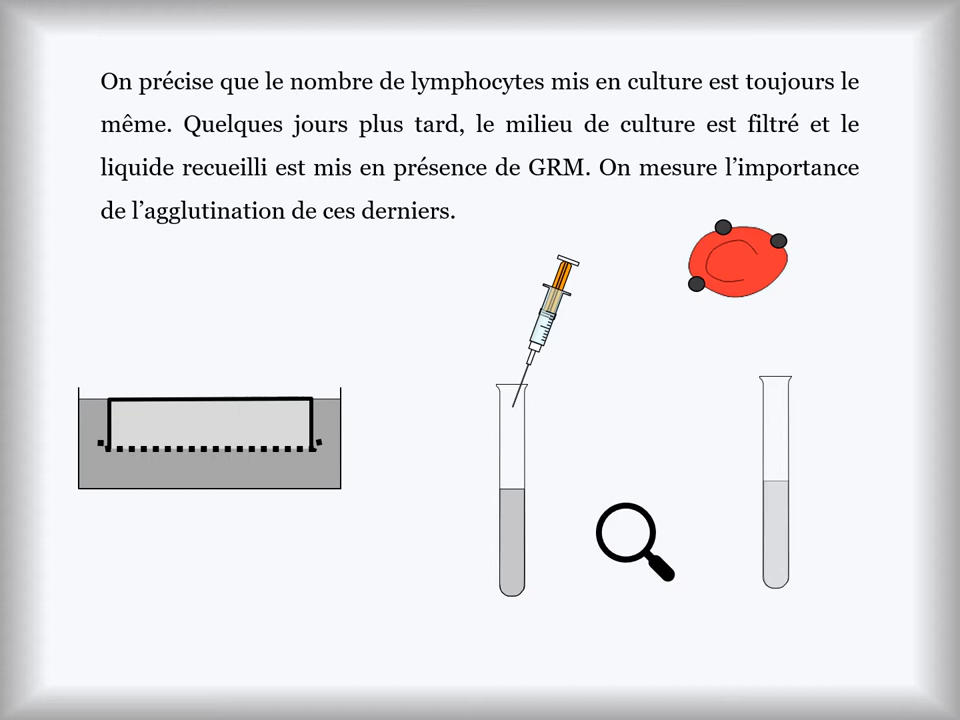 On précise que le nombre de lymphocytes mis en culture est toujours le
même. Quelques jours plus tard, le milieu de culture est filtré et le
liquide recueilli est mis en présence de GRM. On mesure l’importance
de l’agglutination de ces derniers.